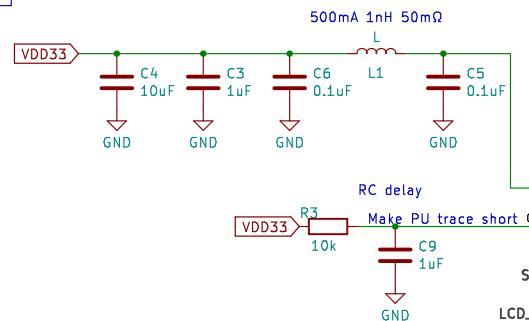 500mA 1nH 50mΩ
L
VDD33
C4
C3
C6
L1
C5
10uF
1uF
0.1uF
0.1uF
GND
GND
GND
GND
RC delay
R3
Make PU trace short
VDD33
10k
C9
1uF
GND
LCD_